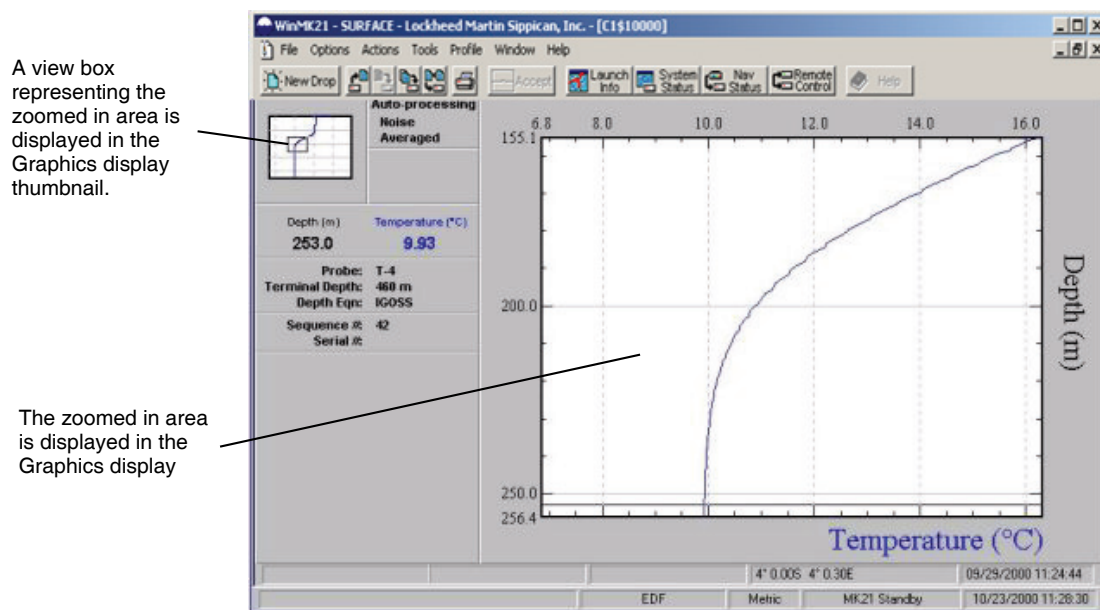 A view box
representing the
zoomed in area is
displayed in the
Graphics display
thumbnail.
The zoomed in area
is displayed in the
Graphics display
WinMK21 - SURFACE - Lockheed Martin Sippican, Inc. - [C1$10000]
File Options Actions Tools Profile Window Help
New Drop Accept Launch Info System Status Nav Status Remote Control Help
Auto-processing
Noise
Averaged
Depth (m) Temperature (°C)
253.0 9.93
Probe: T-4
Terminal Depth: 460 m
Depth Eqn: IGOSS
Sequence #: 42
Serial #:
6.8 8.0 10.0 12.0 14.0 16.0
155.1
200.0
250.0
256.4
Depth (m)
Temperature (°C)
4° 0.00S 4° 0.30E 09/29/2000 11:24:44
EDF Metric MK21 Standby 10/23/2000 11:28:30